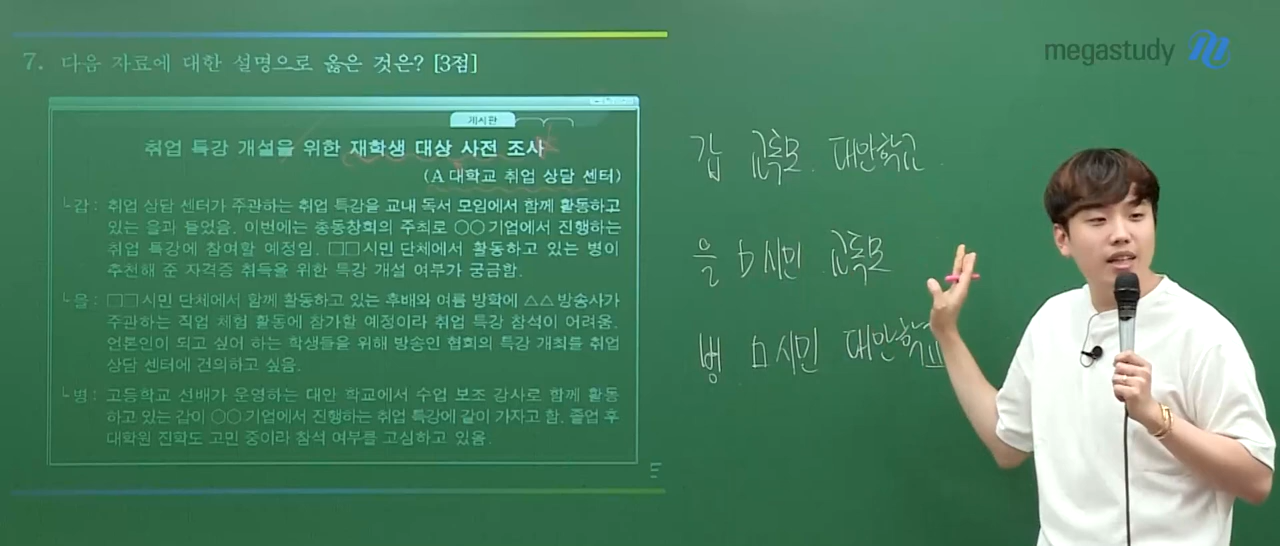 megastudy
7. 다음 자료에 대한 설명으로 옳은 것은? [3점]
게시판
취업 특강 개설을 위한 재학생 대상 사전 조사
(A 대학교 취업 상담 센터)
└갑: 취업 상담 센터가 주관하는 취업 특강을 교내 독서 모임에서 함께 활동하고
있는 을과 들었음. 이번에는 총동창회의 주최로 ○○기업에서 진행하는
취업 특강에 참여할 예정임. □□시민 단체에서 활동하고 있는 병이
추천해 준 자격증 취득을 위한 특강 개설 여부가 궁금함.
└을: □□시민 단체에서 함께 활동하고 있는 후배와 여름 방학에 △△방송사가
주관하는 직업 체험 활동에 참가할 예정이라 취업 특강 참석이 어려움.
언론인이 되고 싶어 하는 학생들을 위해 방송인 협회의 특강 개최를 취업
상담 센터에 건의하고 싶음.
└병: 고등학교 선배가 운영하는 대안 학교에서 수업 보조 강사로 함께 활동
하고 있는 갑이 ○○기업에서 진행하는 취업 특강에 같이 가자고 함. 졸업 후
대학원 진학도 고민 중이라 참석 여부를 고심하고 있음.
갑 교독모. 대안학교
을 □시민 교독모
병 □시민 대안학교